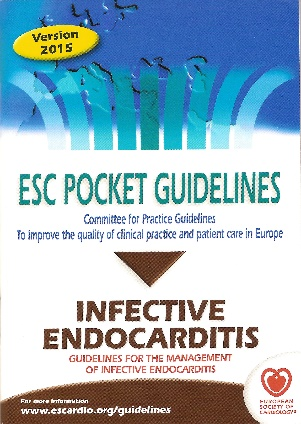 Version
2015
ESC POCKET GUIDELINES
Committee for Practice Guidelines
To improve the quality of clinical practice and patient care in Europe
INFECTIVE
ENDOCARDITIS
GUIDELINES FOR THE MANAGEMENT
OF INFECTIVE ENDOCARDITIS
For more information
www.escardio.org/guidelines
EUROPEAN
SOCIETY OF
CARDIOLOGY®